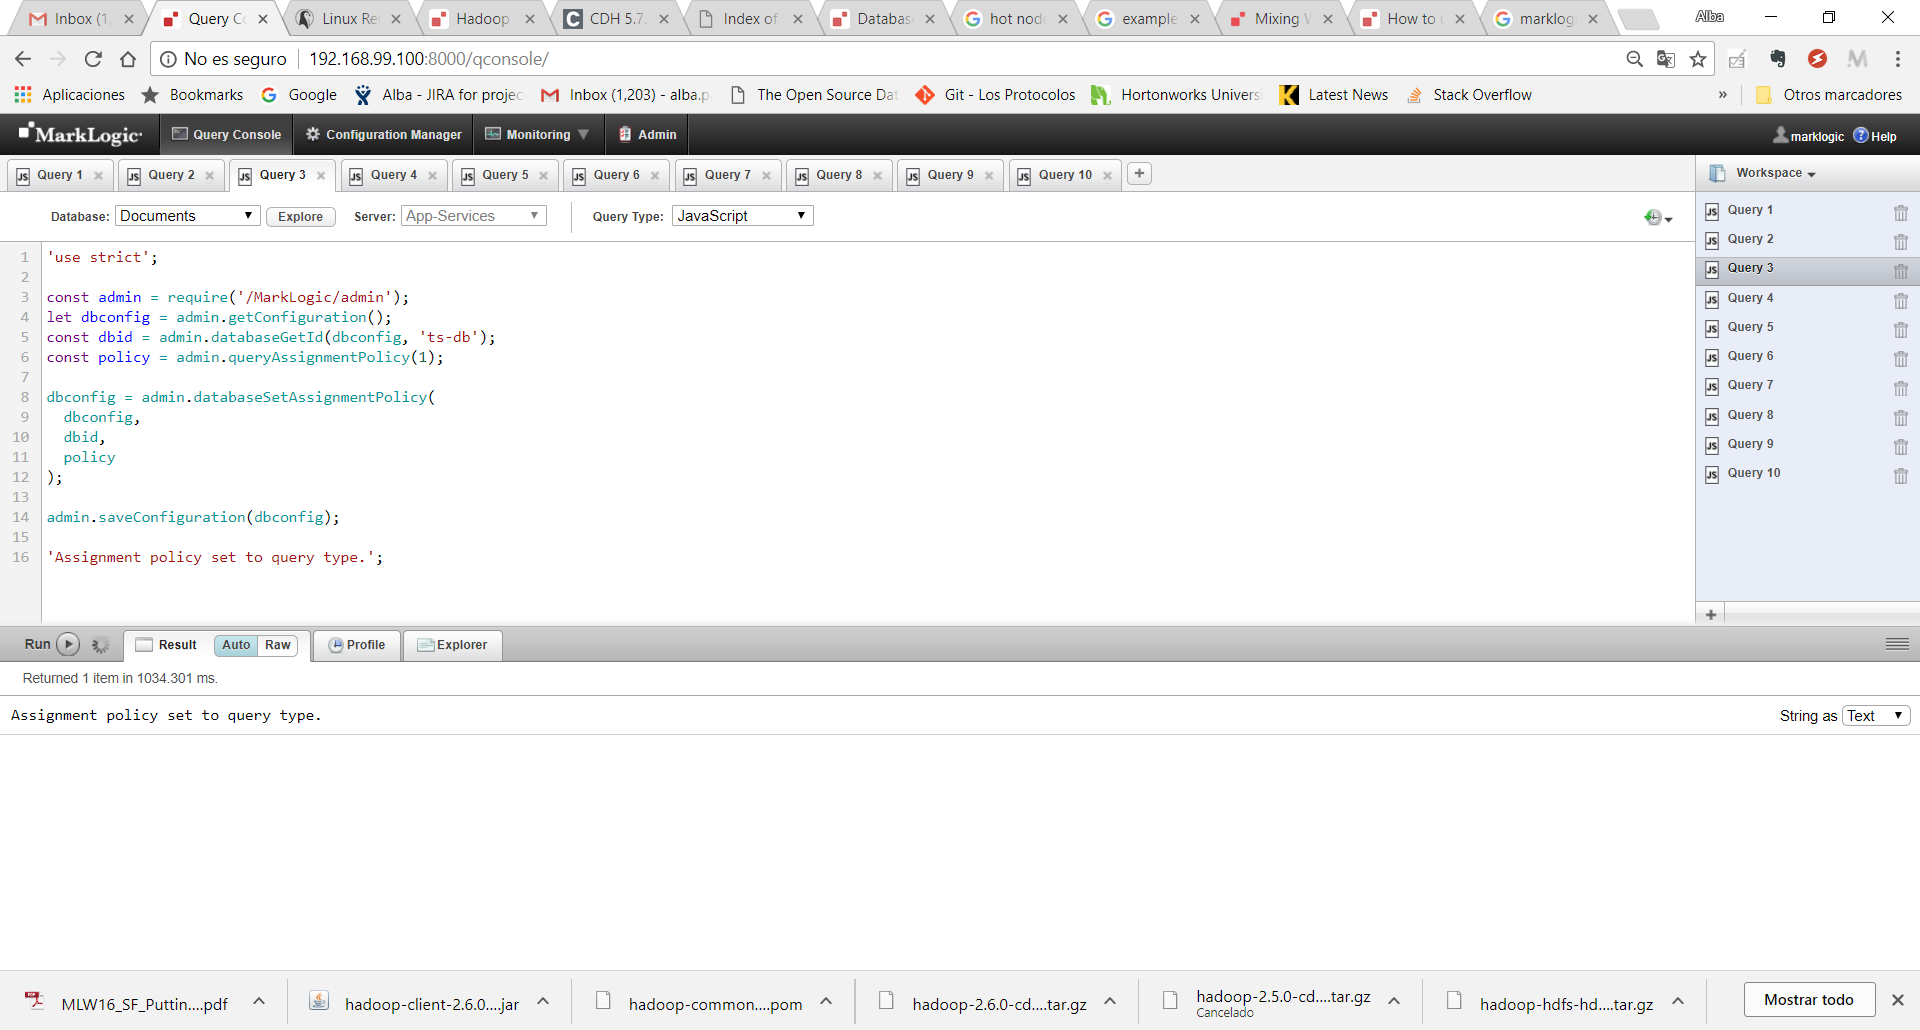 Inbox (1,
Query Co
Linux Re
Hadoop
CDH 5.7.
Index of
Databas
hot node
example
Mixing V
How to
marklog
Alba
No es seguro
192.168.99.100:8000/qconsole/
Aplicaciones
Bookmarks
Google
Alba - JIRA for projec
Inbox (1,203) - alba.p
The Open Source Dat
Git - Los Protocolos
Hortonworks Univers
Latest News
Stack Overflow
»
Otros marcadores
MarkLogic
Query Console
Configuration Manager
Monitoring
Admin
marklogic
Help
Query 1
Query 2
Query 3
Query 4
Query 5
Query 6
Query 7
Query 8
Query 9
Query 10
+
Workspace
Database: Documents
Explore
Server: App-Services
Query Type: JavaScript
1 'use strict';
2
3 const admin = require('/MarkLogic/admin');
4 let dbconfig = admin.getConfiguration();
5 const dbid = admin.databaseGetId(dbconfig, 'ts-db');
6 const policy = admin.queryAssignmentPolicy(1);
7
8 dbconfig = admin.databaseSetAssignmentPolicy(
9 dbconfig,
10 dbid,
11 policy
12 );
13
14 admin.saveConfiguration(dbconfig);
15
16 'Assignment policy set to query type.';
Query 1
Query 2
Query 3
Query 4
Query 5
Query 6
Query 7
Query 8
Query 9
Query 10
+
Run
Result
Auto
Raw
Profile
Explorer
Returned 1 item in 1034.301 ms.
Assignment policy set to query type.
String as Text
MLW16_SF_Puttin....pdf
hadoop-client-2.6.0....jar
hadoop-common....pom
hadoop-2.6.0-cd....tar.gz
hadoop-2.5.0-cd....tar.gz
Cancelado
hadoop-hdfs-hd....tar.gz
Mostrar todo